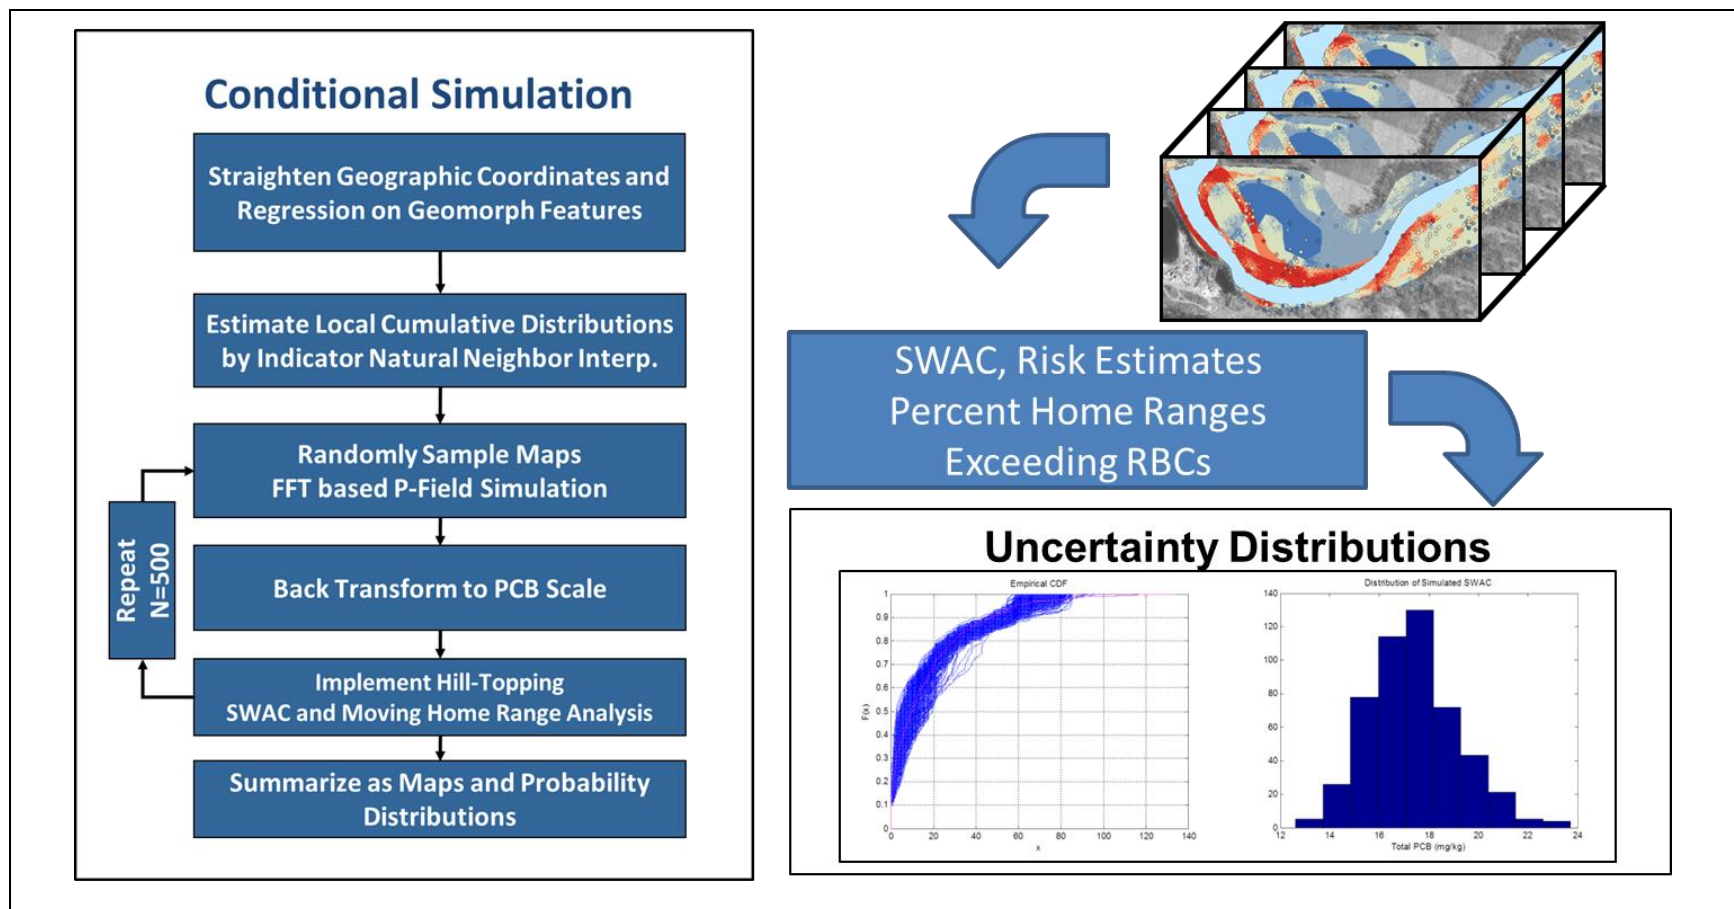 Conditional Simulation
Straighten Geographic Coordinates and
Regression on Geomorph Features
Estimate Local Cumulative Distributions
by Indicator Natural Neighbor Interp.
Randomly Sample Maps
FFT based P-Field Simulation
Repeat
N=500
Back Transform to PCB Scale
Implement Hill-Topping
SWAC and Moving Home Range Analysis
Summarize as Maps and Probability
Distributions
SWAC, Risk Estimates
Percent Home Ranges
Exceeding RBCs
Uncertainty Distributions
Empirical CDF
1
0.9
0.8
0.7
0.6
0.5
0.4
0.3
0.2
0.1
0
F(x)
0 20 40 60 80 100 120 140
x
Distribution of Simulated SWAC
140
120
100
80
60
40
20
0
12 14 16 18 20 22 24
Total PCB (mg/kg)